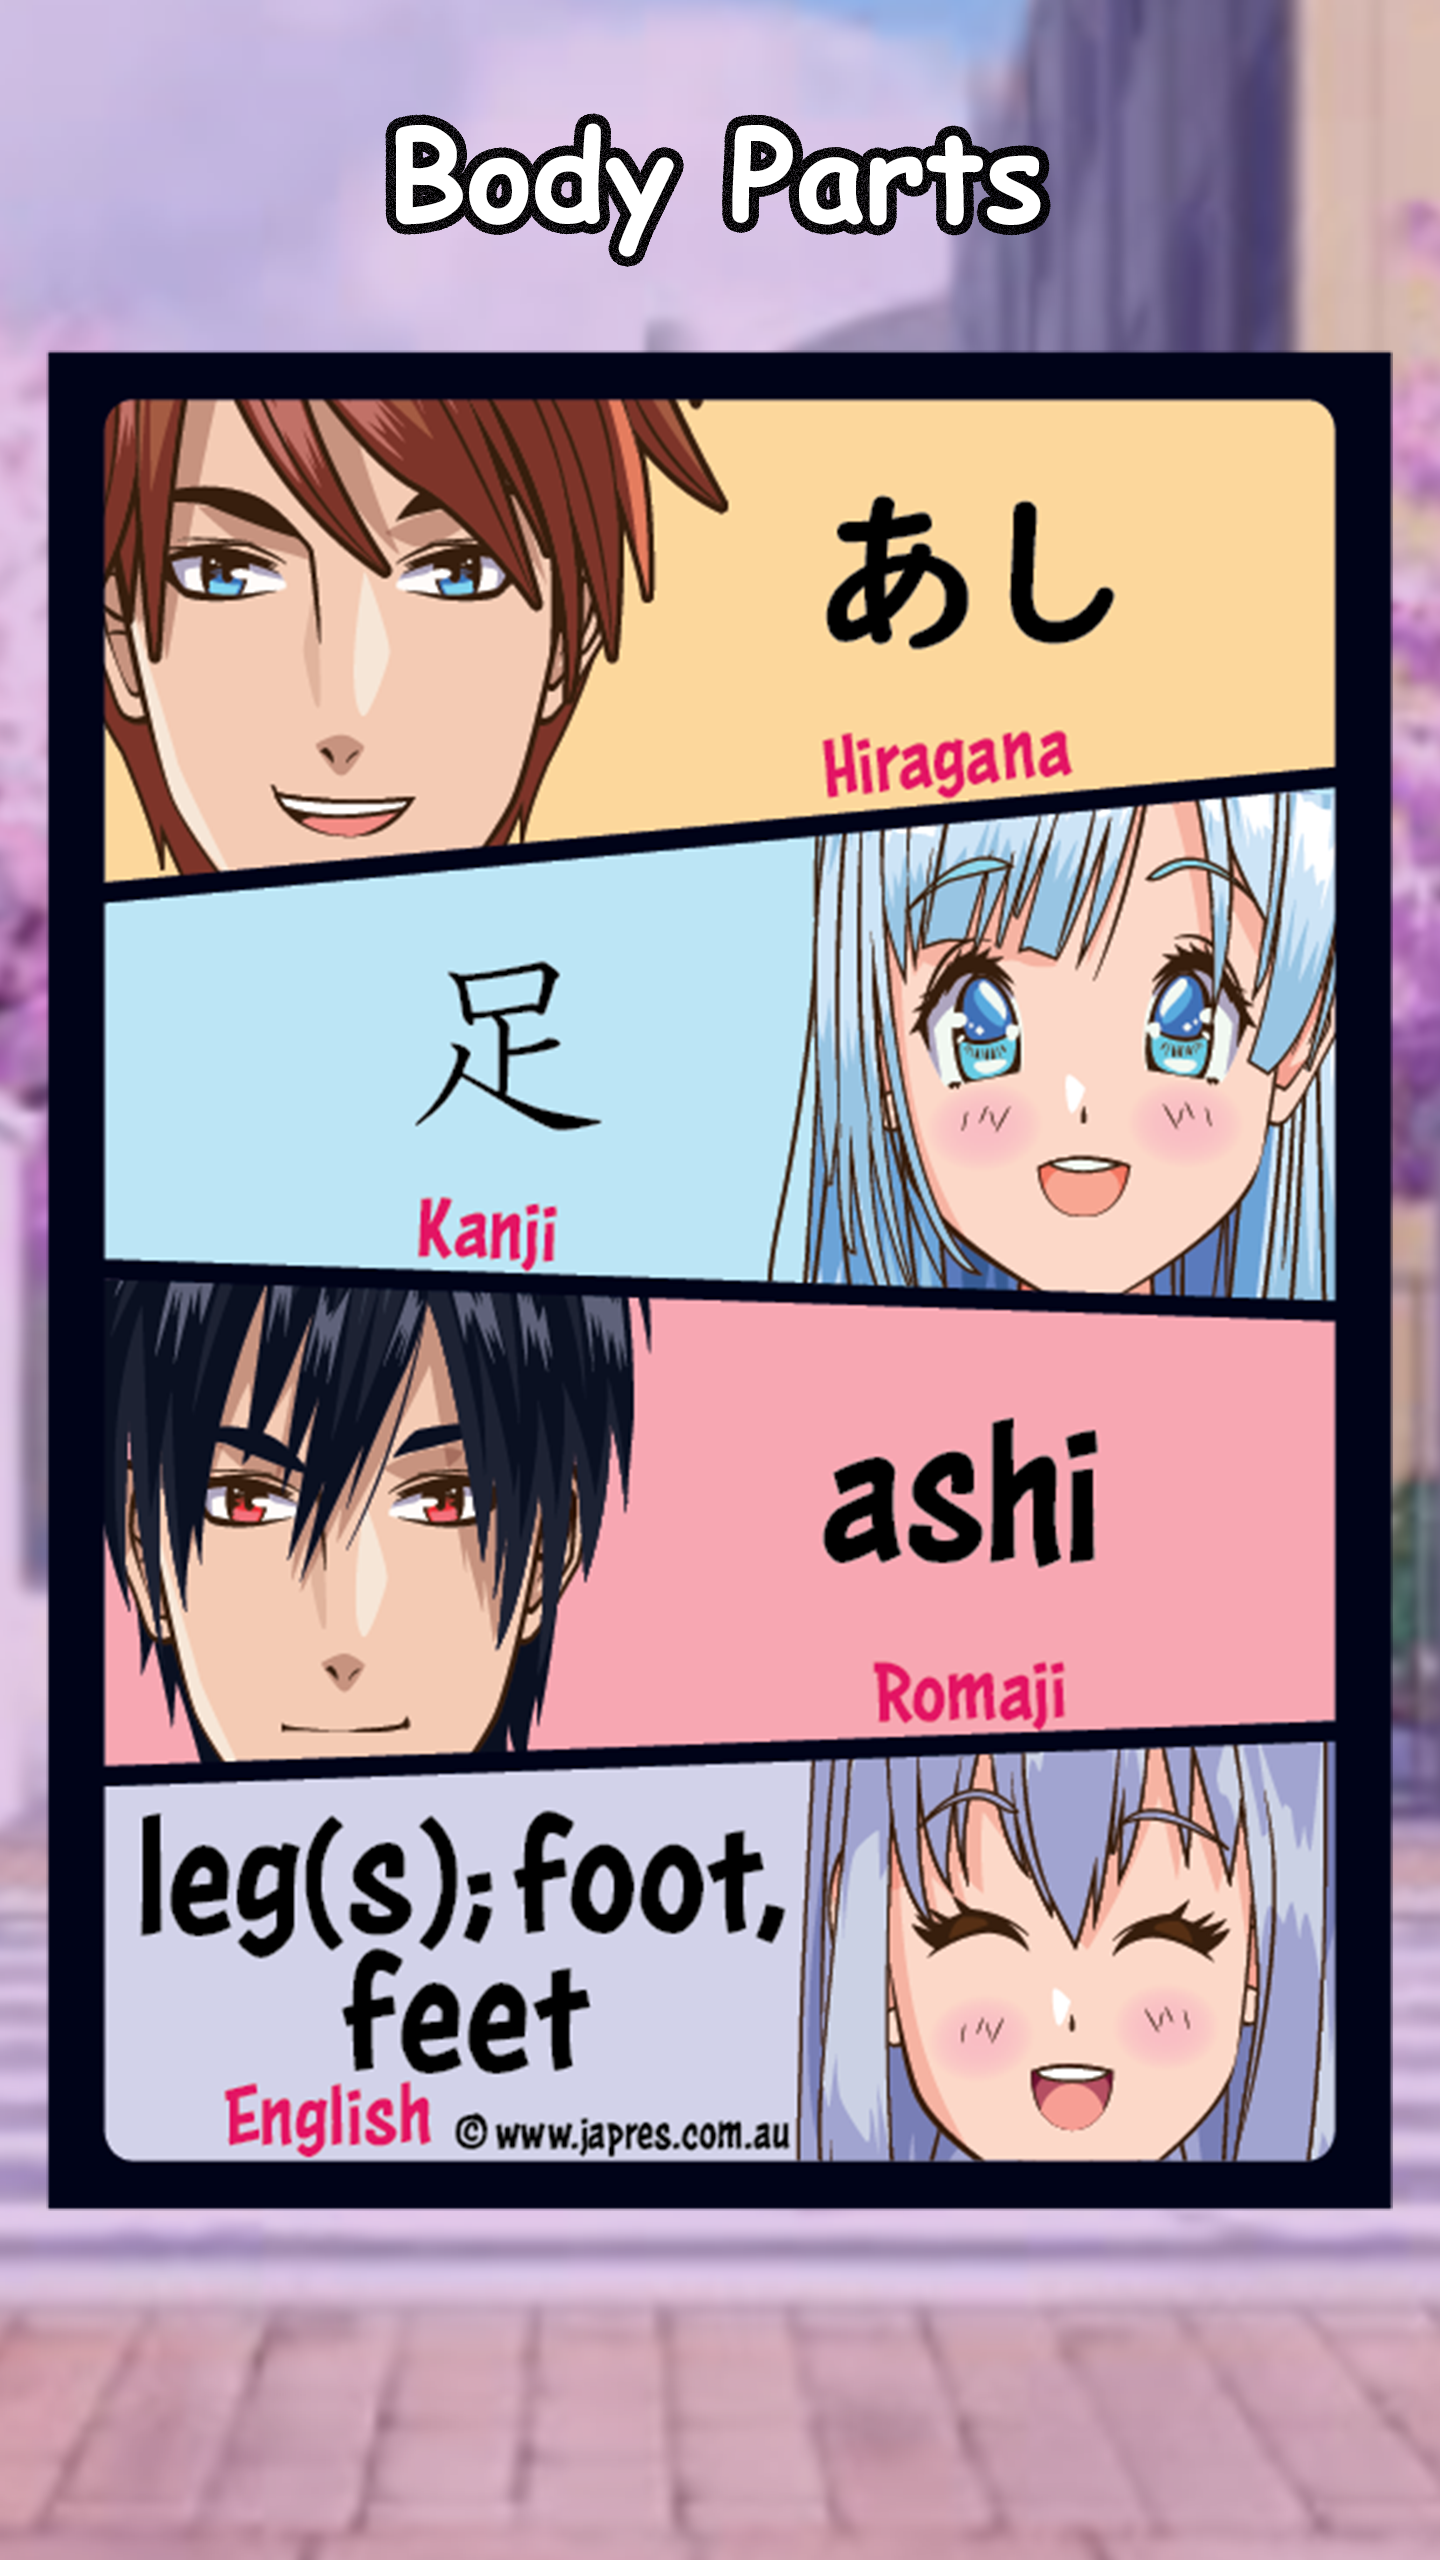 Body Parts
あし
Hiragana
足
Kanji
ashi
Romaji
leg(s); foot,
feet
English
© www.japres.com.au